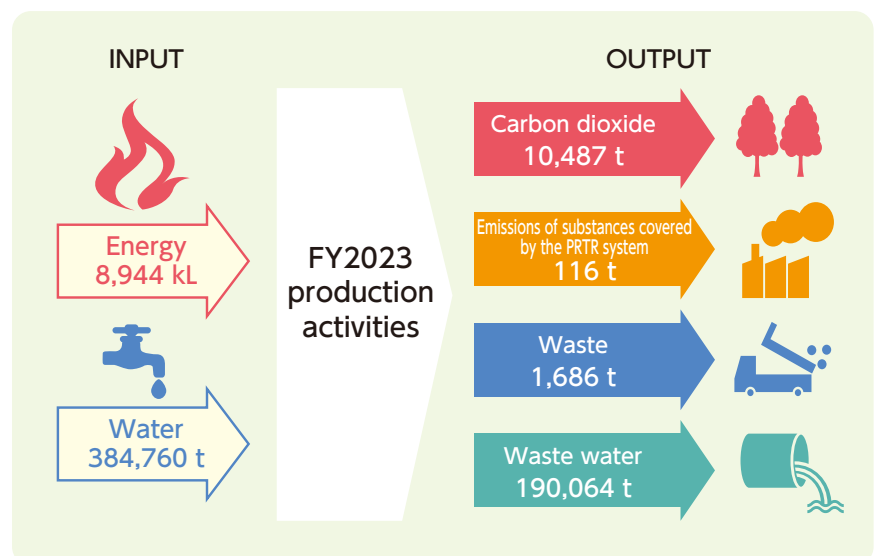 INPUT
Energy
8,944 kL
Water
384,760 t
FY2023
production
activities
OUTPUT
Carbon dioxide
10,487 t
Emissions of substances covered
by the PRTR system
116 t
Waste
1,686 t
Waste water
190,064 t